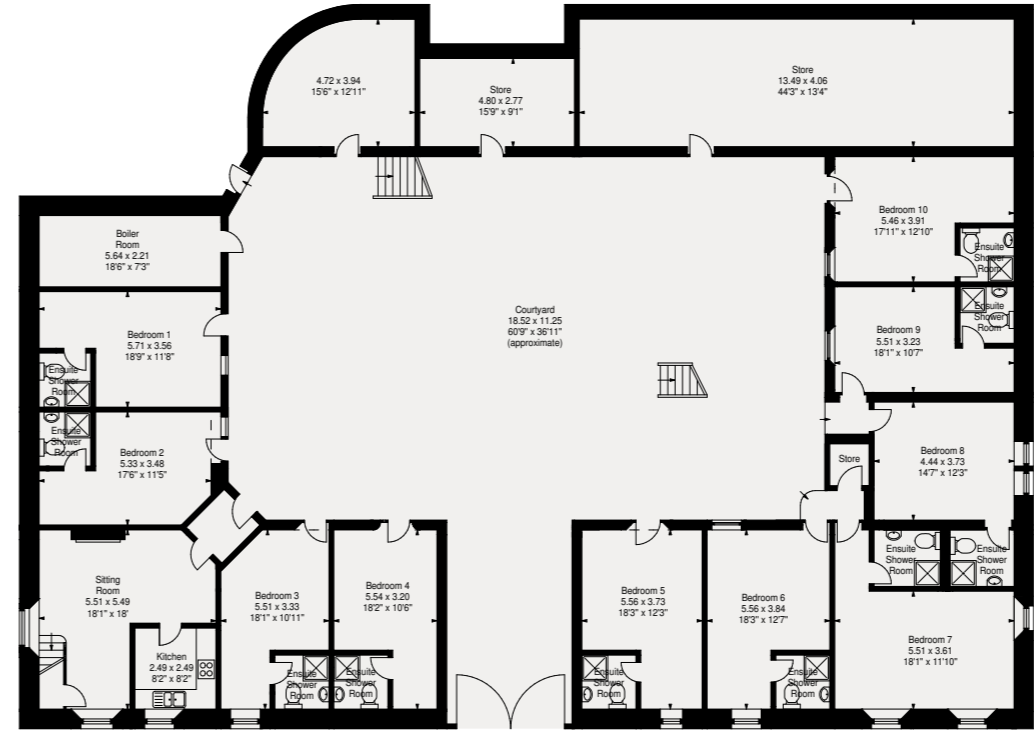 4.72 x 3.94
15'6" x 12'11"
Store
4.80 x 2.77
15'9" x 9'1"
Store
13.49 x 4.06
44'3" x 13'4"
Boiler
Room
5.64 x 2.21
18'6" x 7'3"
Bedroom 10
5.46 x 3.91
17'11" x 12'10"
Ensuite
Shower
Room
Bedroom 1
5.71 x 3.56
18'9" x 11'8"
Ensuite
Shower
Room
Courtyard
18.52 x 11.25
60'9" x 36'11"
(approximate)
Bedroom 9
5.51 x 3.23
18'1" x 10'7"
Ensuite
Shower
Room
Bedroom 2
5.33 x 3.48
17'6" x 11'5"
Ensuite
Shower
Room
Bedroom 8
4.44 x 3.73
14'7" x 12'3"
Store
Sitting
Room
5.51 x 5.49
18'1" x 18'
Kitchen
2.49 x 2.49
8'2" x 8'2"
Bedroom 3
5.51 x 3.33
18'1" x 10'11"
Ensuite
Shower
Room
Bedroom 4
5.54 x 3.20
18'2" x 10'6"
Ensuite
Shower
Room
Bedroom 5
5.56 x 3.73
18'3" x 12'3"
Ensuite
Shower
Room
Bedroom 6
5.56 x 3.84
18'3" x 12'7"
Ensuite
Shower
Room
Ensuite
Shower
Room
Ensuite
Shower
Room
Bedroom 7
5.51 x 3.61
18'1" x 11'10"